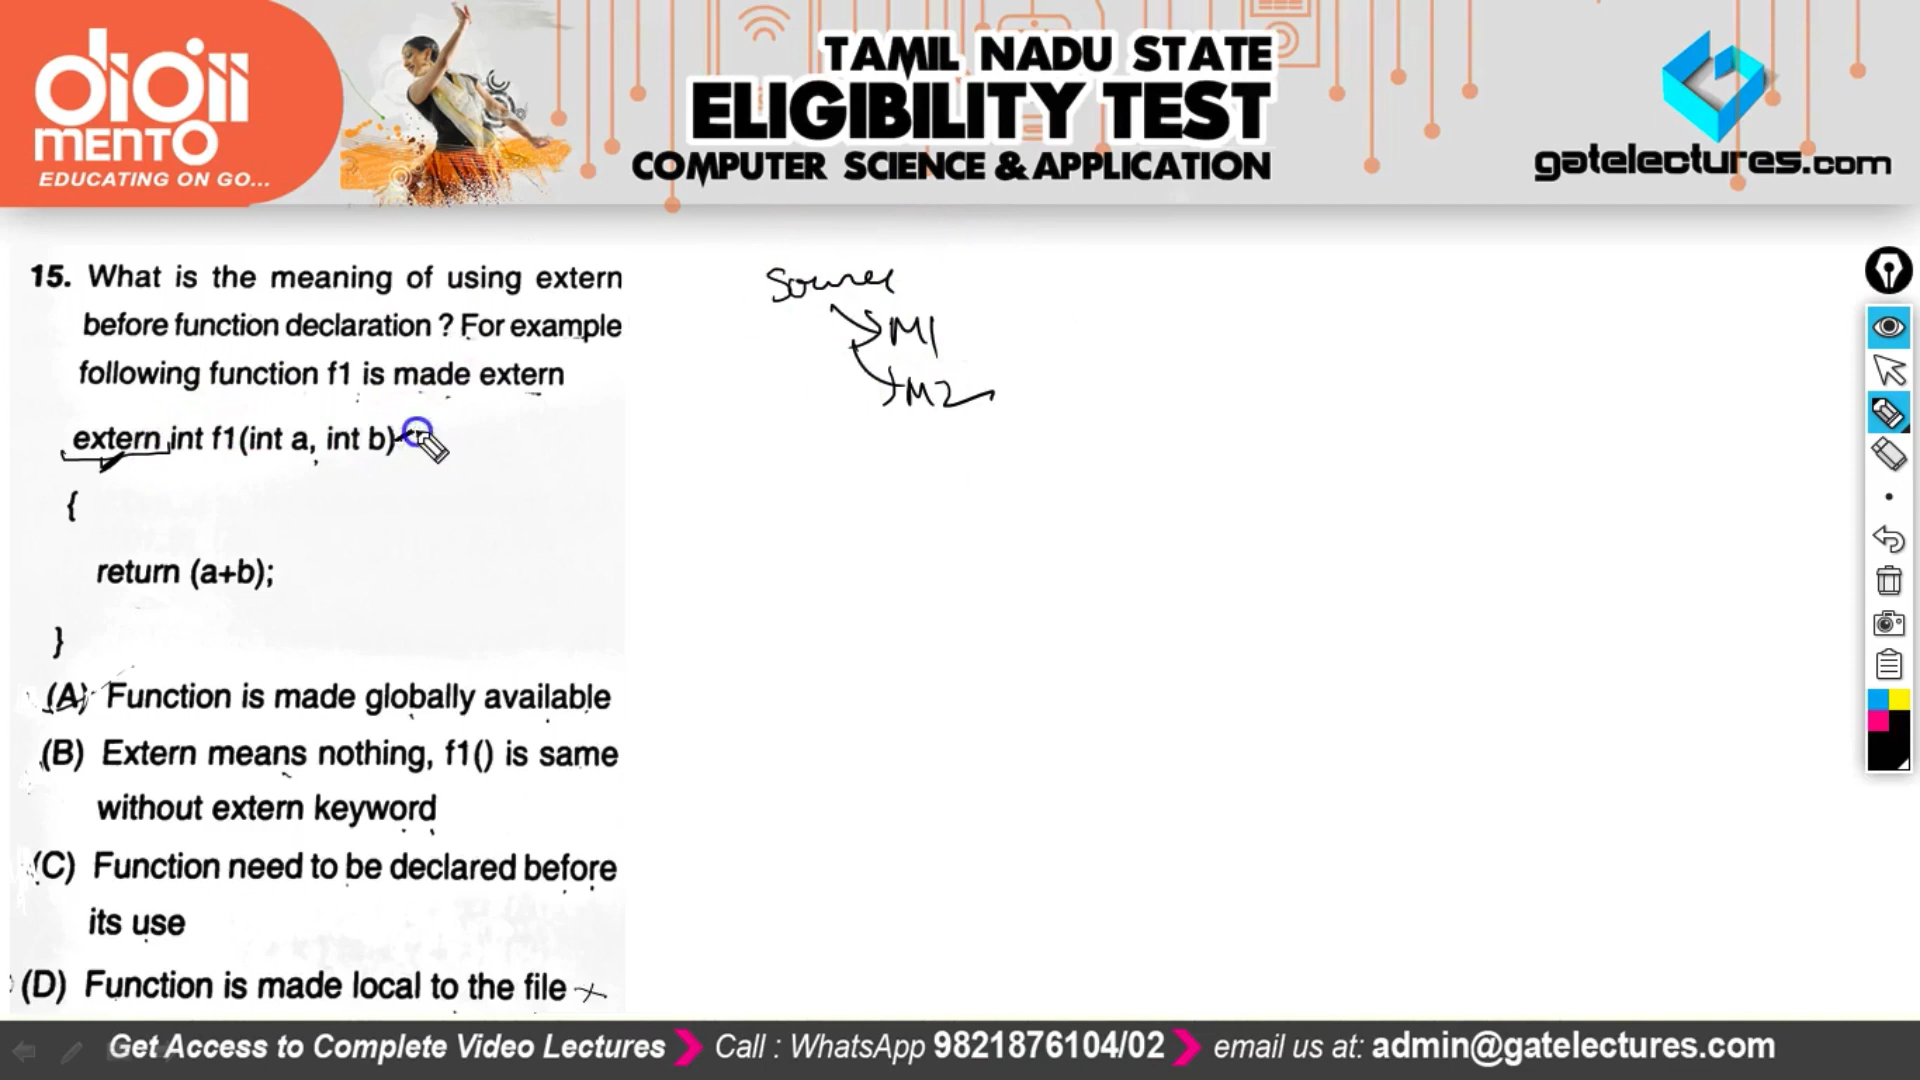 digii
MENTO
EDUCATING ON GO...
TAMIL NADU STATE
ELIGIBILITY TEST
COMPUTER SCIENCE & APPLICATION
gatelectures.com
15. What is the meaning of using extern
before function declaration ? For example
following function f1 is made extern
extern int f1(int a, int b)
{
return (a+b);
}
(A) Function is made globally available
(B) Extern means nothing, f1() is same
without extern keyword
(C) Function need to be declared before
its use
(D) Function is made local to the file
Source
M1
M2
Get Access to Complete Video Lectures Call : WhatsApp 9821876104/02 email us at: admin@gatelectures.com